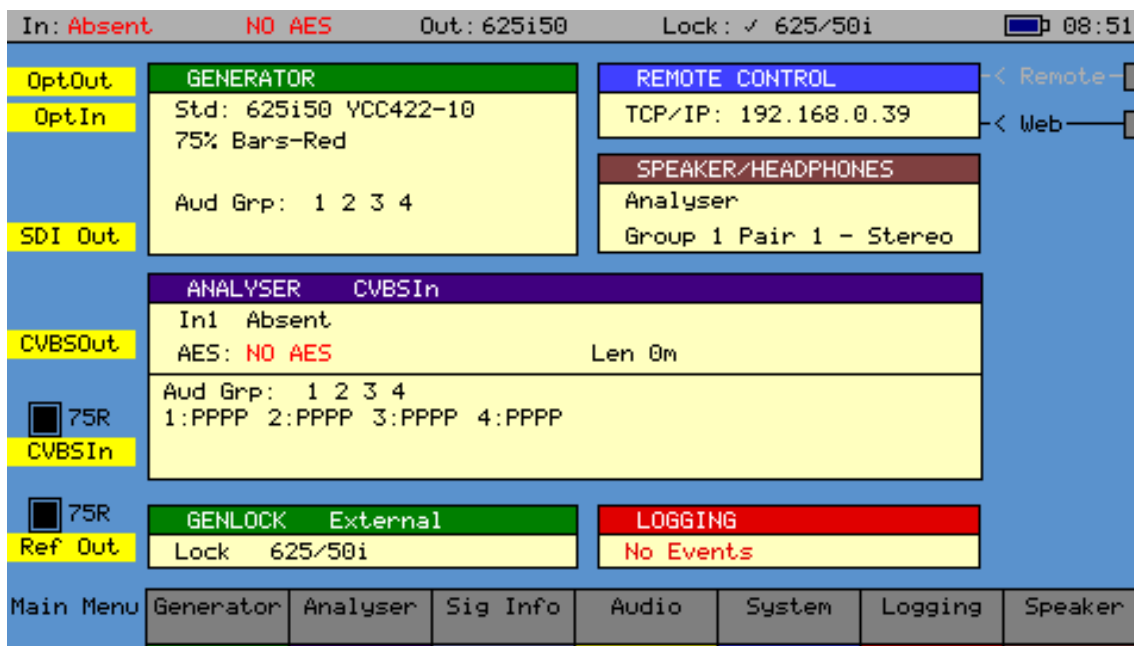 In: Absent NO AES Out: 625i50 Lock: ✓ 625/50i 08:51
OptOut
OptIn
SDI Out
CVBSOut
75R
CVBSIn
75R
Ref Out
GENERATOR
Std: 625i50 YCC422-10
75% Bars-Red
Aud Grp: 1 2 3 4
REMOTE CONTROL
TCP/IP: 192.168.0.39
-< Remote-
-< Web
SPEAKER/HEADPHONES
Analyser
Group 1 Pair 1 - Stereo
ANALYSER CVBSIn
In1 Absent
AES: NO AES Len 0m
Aud Grp: 1 2 3 4
1:PPPP 2:PPPP 3:PPPP 4:PPPP
GENLOCK External
Lock 625/50i
LOGGING
No Events
Main Menu Generator Analyser Sig Info Audio System Logging Speaker